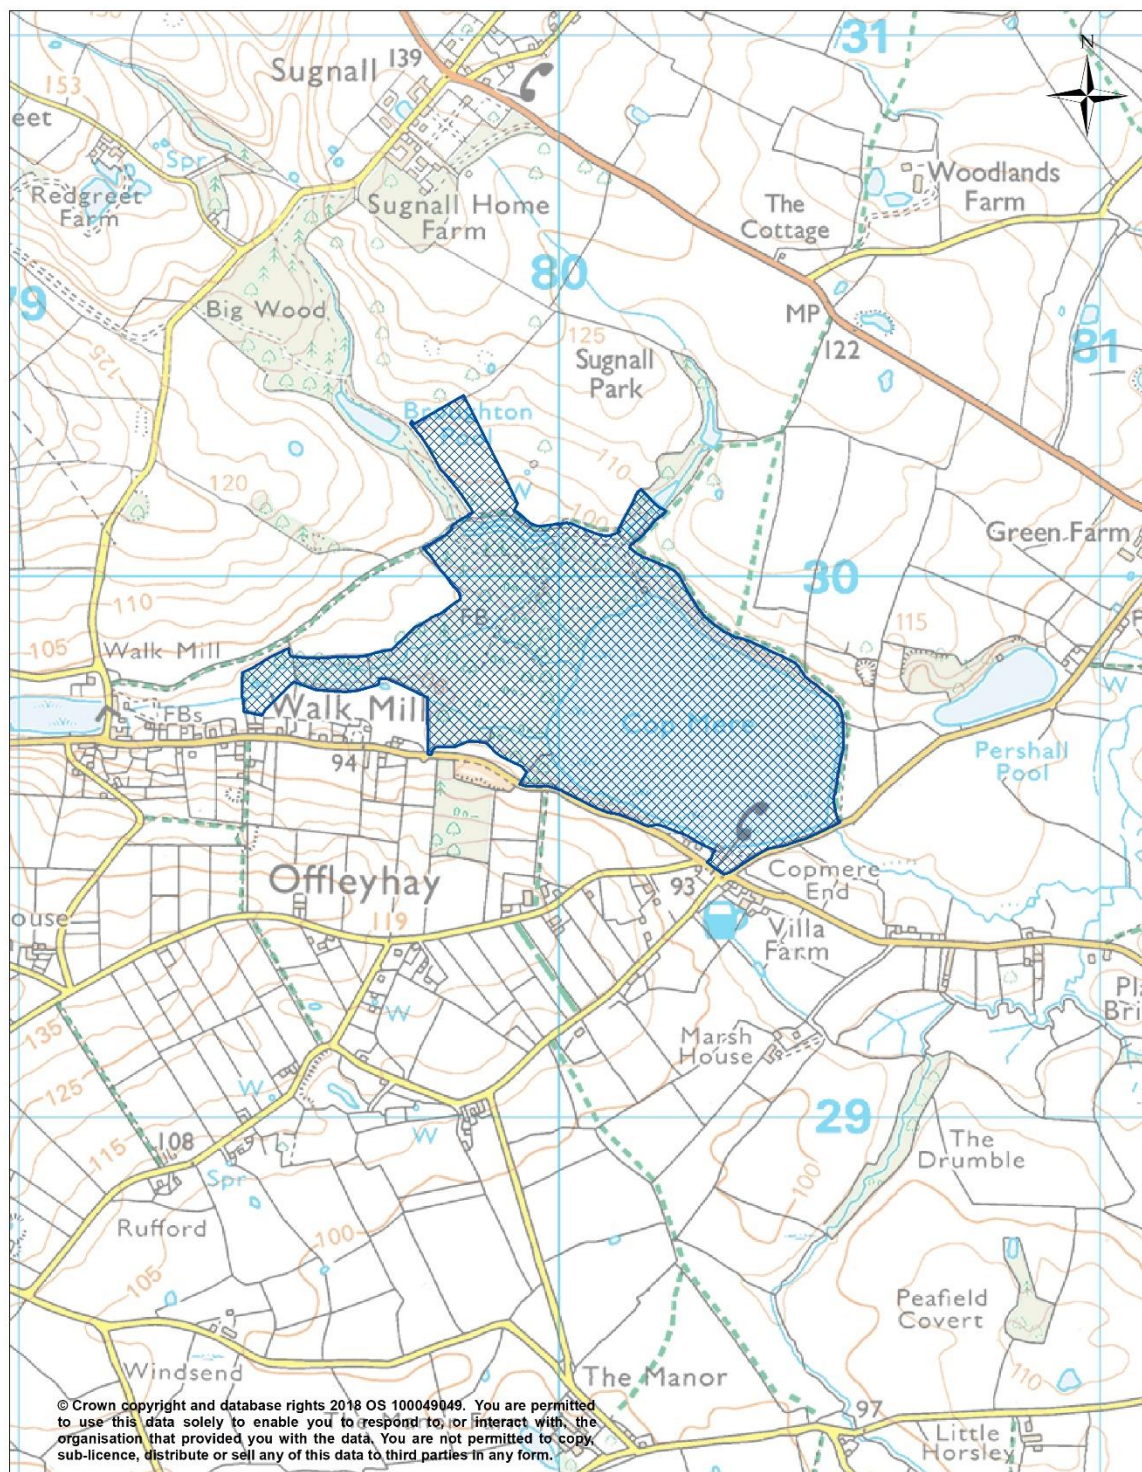 31
N
Sugnall 139
153
eet
Spr
Redgreet
Farm
Sugnall Home
Farm
Woodlands
Farm
The
Cottage
80
79
Big Wood
MP
122
125
81
125
Sugnall
Park
110
120
W
100
Green Farm
30
110
115
105
Walk Mill
FB
W
FBs
Walk Mill
Cop Mere
94
Pershall
Pool
Offleyhay
93
Copmere
End
ouse
119
Villa
Farm
W
Marsh
House
135
125
W
W
29
115
108
Spr
The
Drumble
100
Rufford
100
105
Peafield
Covert
110
Windsend
The Manor
97
Little
Horsley
© Crown copyright and database rights 2018 OS 100049049. You are permitted
to use this data solely to enable you to respond to, or interact with, the
organisation that provided you with the data. You are not permitted to copy,
sub-licence, distribute or sell any of this data to third parties in any form.